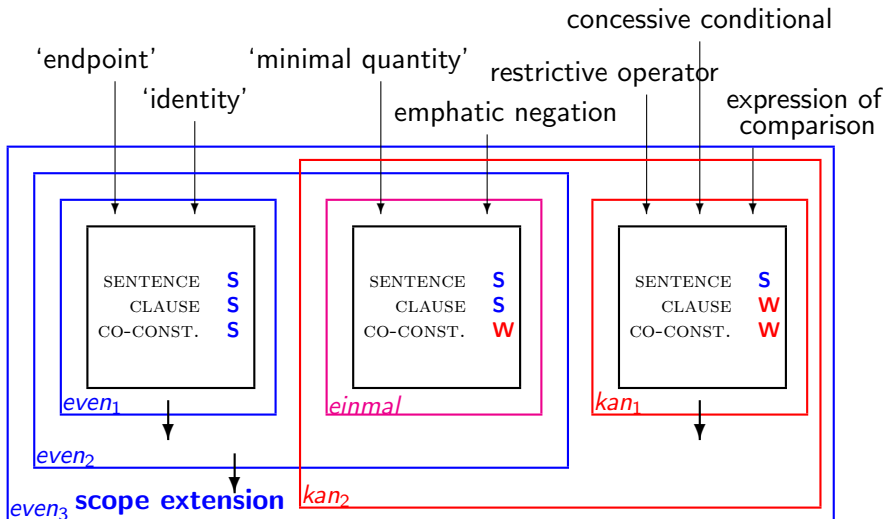 concessive conditional
‘endpoint’ ‘minimal quantity’
restrictive operator
‘identity’
emphatic negation
expression of
comparison
SENTENCE S
CLAUSE S
CO-CONST. S
SENTENCE S
CLAUSE S
CO-CONST. W
SENTENCE S
CLAUSE W
CO-CONST. W
even₁
einmal
kan₁
even₂
scope extension
kan₂
even₃